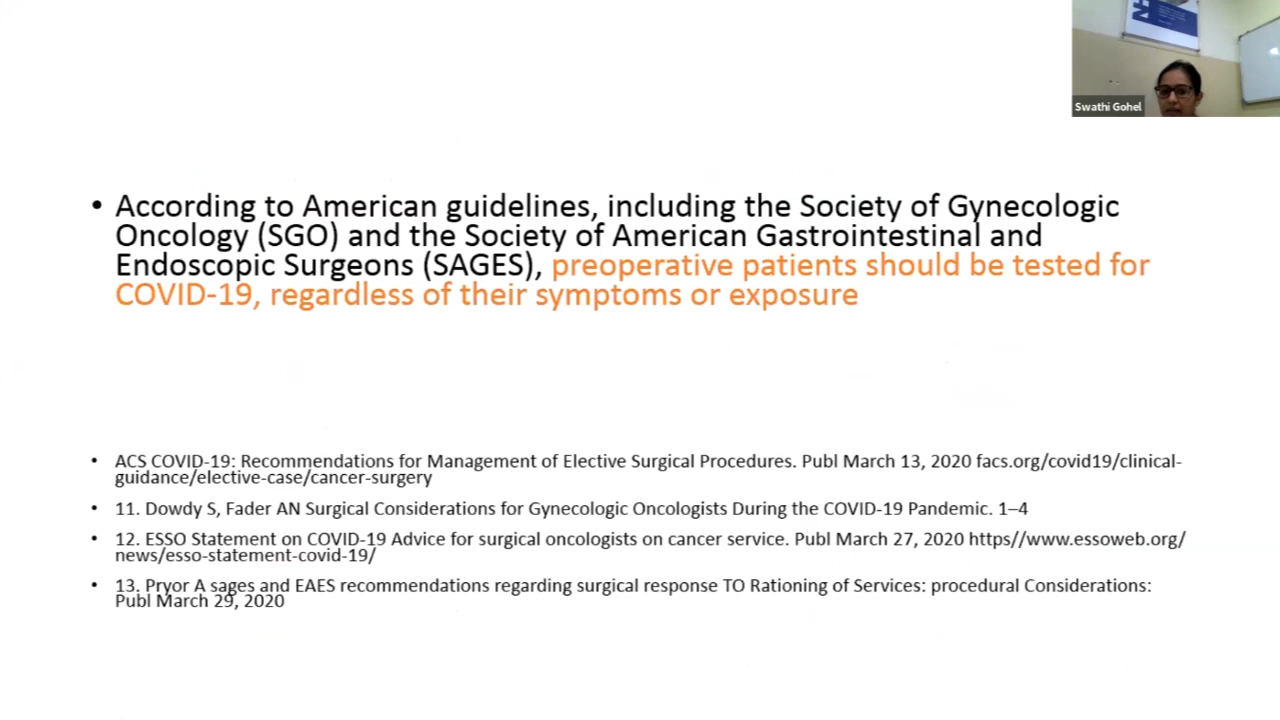 Swathi Gohel
• According to American guidelines, including the Society of Gynecologic
Oncology (SGO) and the Society of American Gastrointestinal and
Endoscopic Surgeons (SAGES), preoperative patients should be tested for
COVID-19, regardless of their symptoms or exposure
• ACS COVID-19: Recommendations for Management of Elective Surgical Procedures. Publ March 13, 2020 facs.org/covid19/clinical-
guidance/elective-case/cancer-surgery
• 11. Dowdy S, Fader AN Surgical Considerations for Gynecologic Oncologists During the COVID-19 Pandemic. 1–4
• 12. ESSO Statement on COVID-19 Advice for surgical oncologists on cancer service. Publ March 27, 2020 https//www.essoweb.org/
news/esso-statement-covid-19/
• 13. Pryor A sages and EAES recommendations regarding surgical response TO Rationing of Services: procedural Considerations:
Publ March 29, 2020